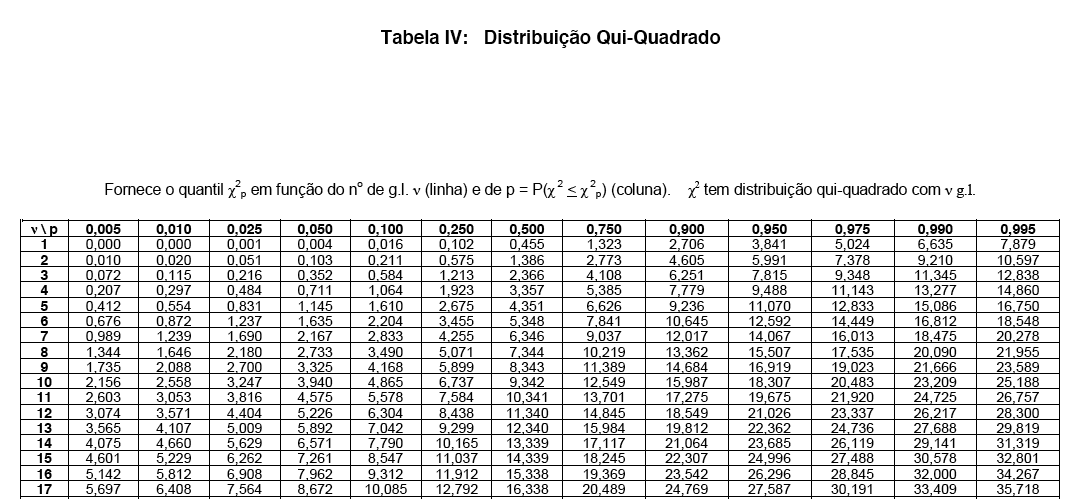 Tabela IV: Distribuição Qui-Quadrado
Fornece o quantil χ²ₚ em função do nº de g.l. ν (linha) e de p = P(χ² ≤ χ²ₚ) (coluna). χ² tem distribuição qui-quadrado com ν g.l.
ν \ p 0,005 0,010 0,025 0,050 0,100 0,250 0,500 0,750 0,900 0,950 0,975 0,990 0,995
1 0,000 0,000 0,001 0,004 0,016 0,102 0,455 1,323 2,706 3,841 5,024 6,635 7,879
2 0,010 0,020 0,051 0,103 0,211 0,575 1,386 2,773 4,605 5,991 7,378 9,210 10,597
3 0,072 0,115 0,216 0,352 0,584 1,213 2,366 4,108 6,251 7,815 9,348 11,345 12,838
4 0,207 0,297 0,484 0,711 1,064 1,923 3,357 5,385 7,779 9,488 11,143 13,277 14,860
5 0,412 0,554 0,831 1,145 1,610 2,675 4,351 6,626 9,236 11,070 12,833 15,086 16,750
6 0,676 0,872 1,237 1,635 2,204 3,455 5,348 7,841 10,645 12,592 14,449 16,812 18,548
7 0,989 1,239 1,690 2,167 2,833 4,255 6,346 9,037 12,017 14,067 16,013 18,475 20,278
8 1,344 1,646 2,180 2,733 3,490 5,071 7,344 10,219 13,362 15,507 17,535 20,090 21,955
9 1,735 2,088 2,700 3,325 4,168 5,899 8,343 11,389 14,684 16,919 19,023 21,666 23,589
10 2,156 2,558 3,247 3,940 4,865 6,737 9,342 12,549 15,987 18,307 20,483 23,209 25,188
11 2,603 3,053 3,816 4,575 5,578 7,584 10,341 13,701 17,275 19,675 21,920 24,725 26,757
12 3,074 3,571 4,404 5,226 6,304 8,438 11,340 14,845 18,549 21,026 23,337 26,217 28,300
13 3,565 4,107 5,009 5,892 7,042 9,299 12,340 15,984 19,812 22,362 24,736 27,688 29,819
14 4,075 4,660 5,629 6,571 7,790 10,165 13,339 17,117 21,064 23,685 26,119 29,141 31,319
15 4,601 5,229 6,262 7,261 8,547 11,037 14,339 18,245 22,307 24,996 27,488 30,578 32,801
16 5,142 5,812 6,908 7,962 9,312 11,912 15,338 19,369 23,542 26,296 28,845 32,000 34,267
17 5,697 6,408 7,564 8,672 10,085 12,792 16,338 20,489 24,769 27,587 30,191 33,409 35,718